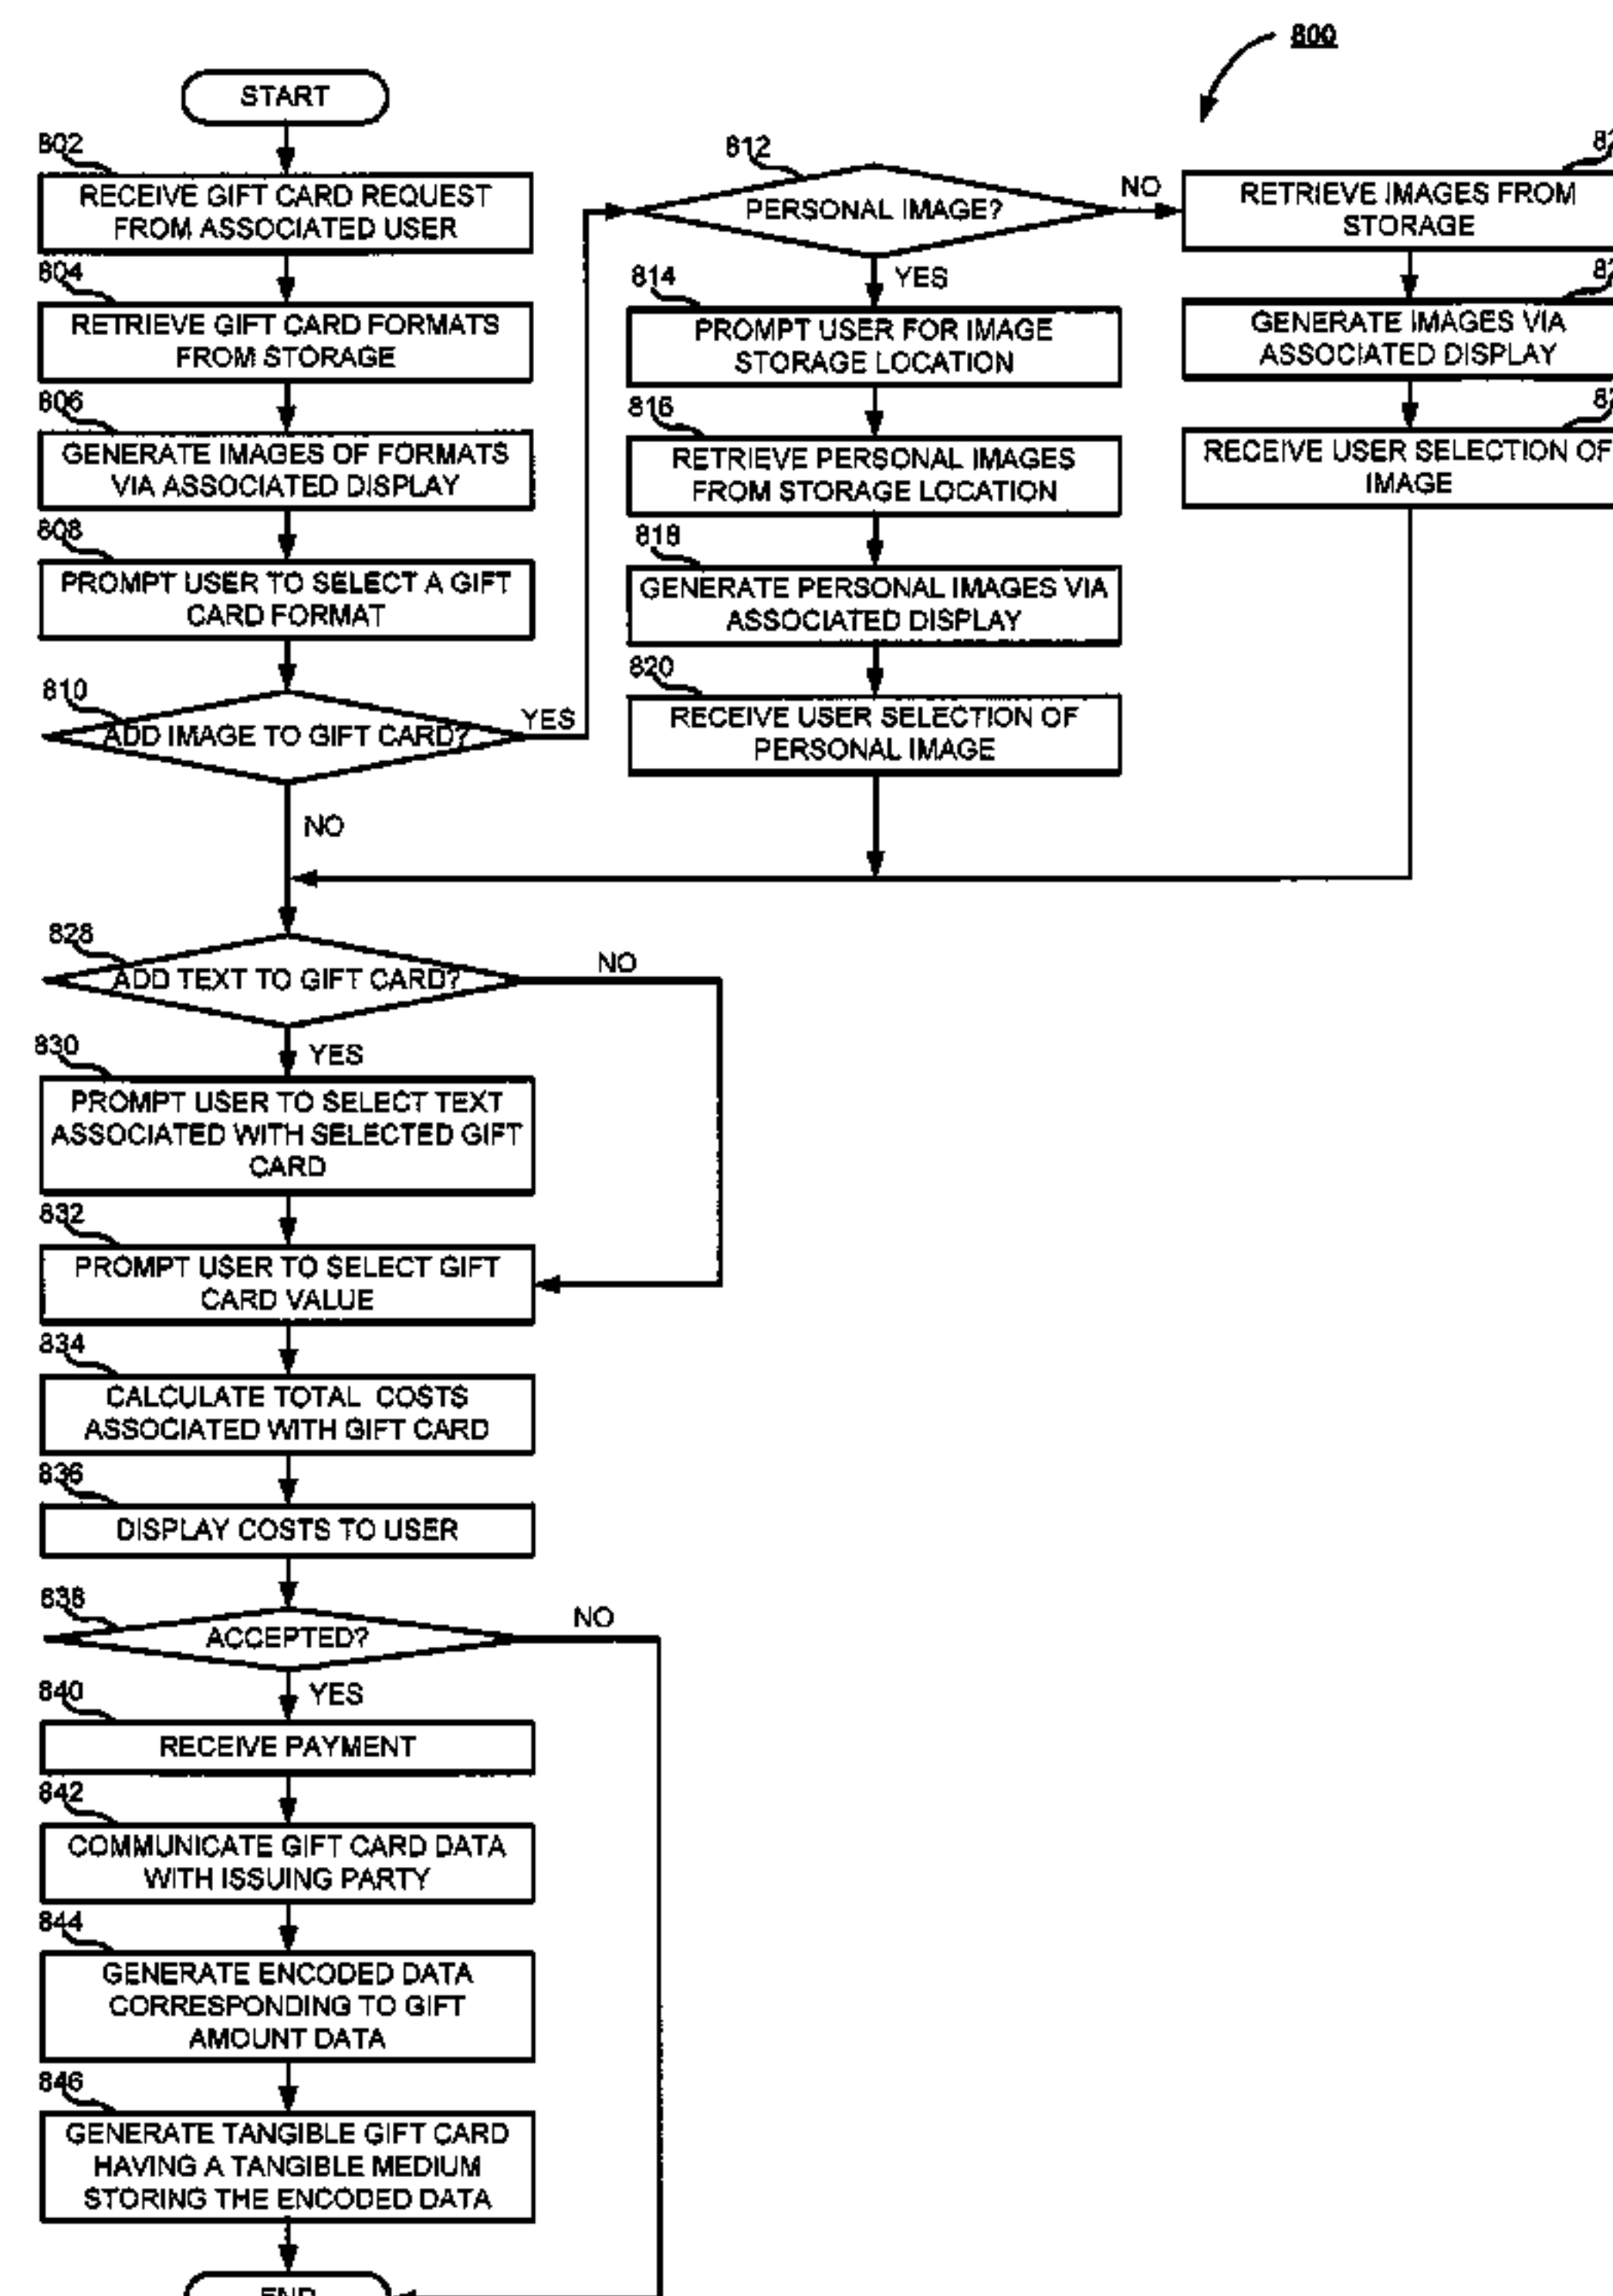 800
START
802
RECEIVE GIFT CARD REQUEST
FROM ASSOCIATED USER
804
RETRIEVE GIFT CARD FORMATS
FROM STORAGE
806
GENERATE IMAGES OF FORMATS
VIA ASSOCIATED DISPLAY
808
PROMPT USER TO SELECT A GIFT
CARD FORMAT
810
ADD IMAGE TO GIFT CARD?
YES
NO
812
PERSONAL IMAGE?
NO
YES
814
PROMPT USER FOR IMAGE
STORAGE LOCATION
816
RETRIEVE PERSONAL IMAGES
FROM STORAGE LOCATION
818
GENERATE PERSONAL IMAGES VIA
ASSOCIATED DISPLAY
820
RECEIVE USER SELECTION OF
PERSONAL IMAGE
RETRIEVE IMAGES FROM
STORAGE
GENERATE IMAGES VIA
ASSOCIATED DISPLAY
RECEIVE USER SELECTION OF
IMAGE
828
ADD TEXT TO GIFT CARD?
NO
YES
830
PROMPT USER TO SELECT TEXT
ASSOCIATED WITH SELECTED GIFT
CARD
832
PROMPT USER TO SELECT GIFT
CARD VALUE
834
CALCULATE TOTAL COSTS
ASSOCIATED WITH GIFT CARD
836
DISPLAY COSTS TO USER
838
ACCEPTED?
NO
YES
840
RECEIVE PAYMENT
842
COMMUNICATE GIFT CARD DATA
WITH ISSUING PARTY
844
GENERATE ENCODED DATA
CORRESPONDING TO GIFT
AMOUNT DATA
846
GENERATE TANGIBLE GIFT CARD
HAVING A TANGIBLE MEDIUM
STORING THE ENCODED DATA
END